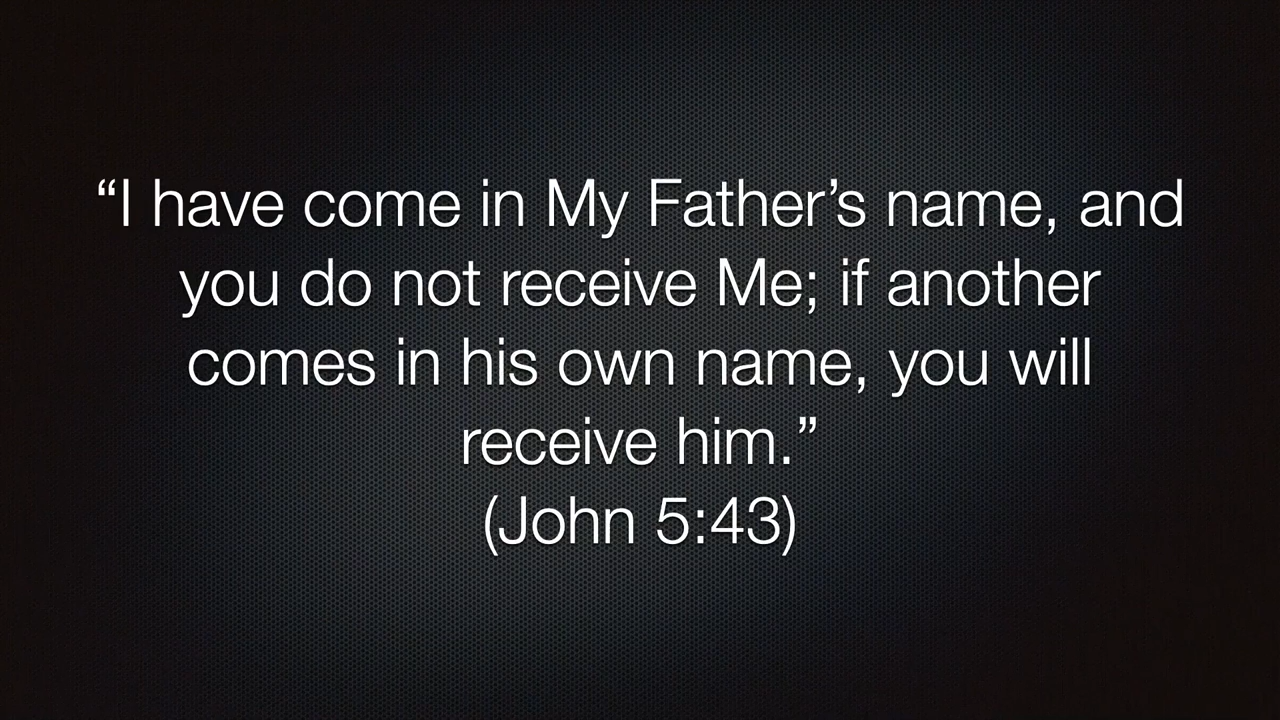 “I have come in My Father’s name, and
you do not receive Me; if another
comes in his own name, you will
receive him.”
(John 5:43)